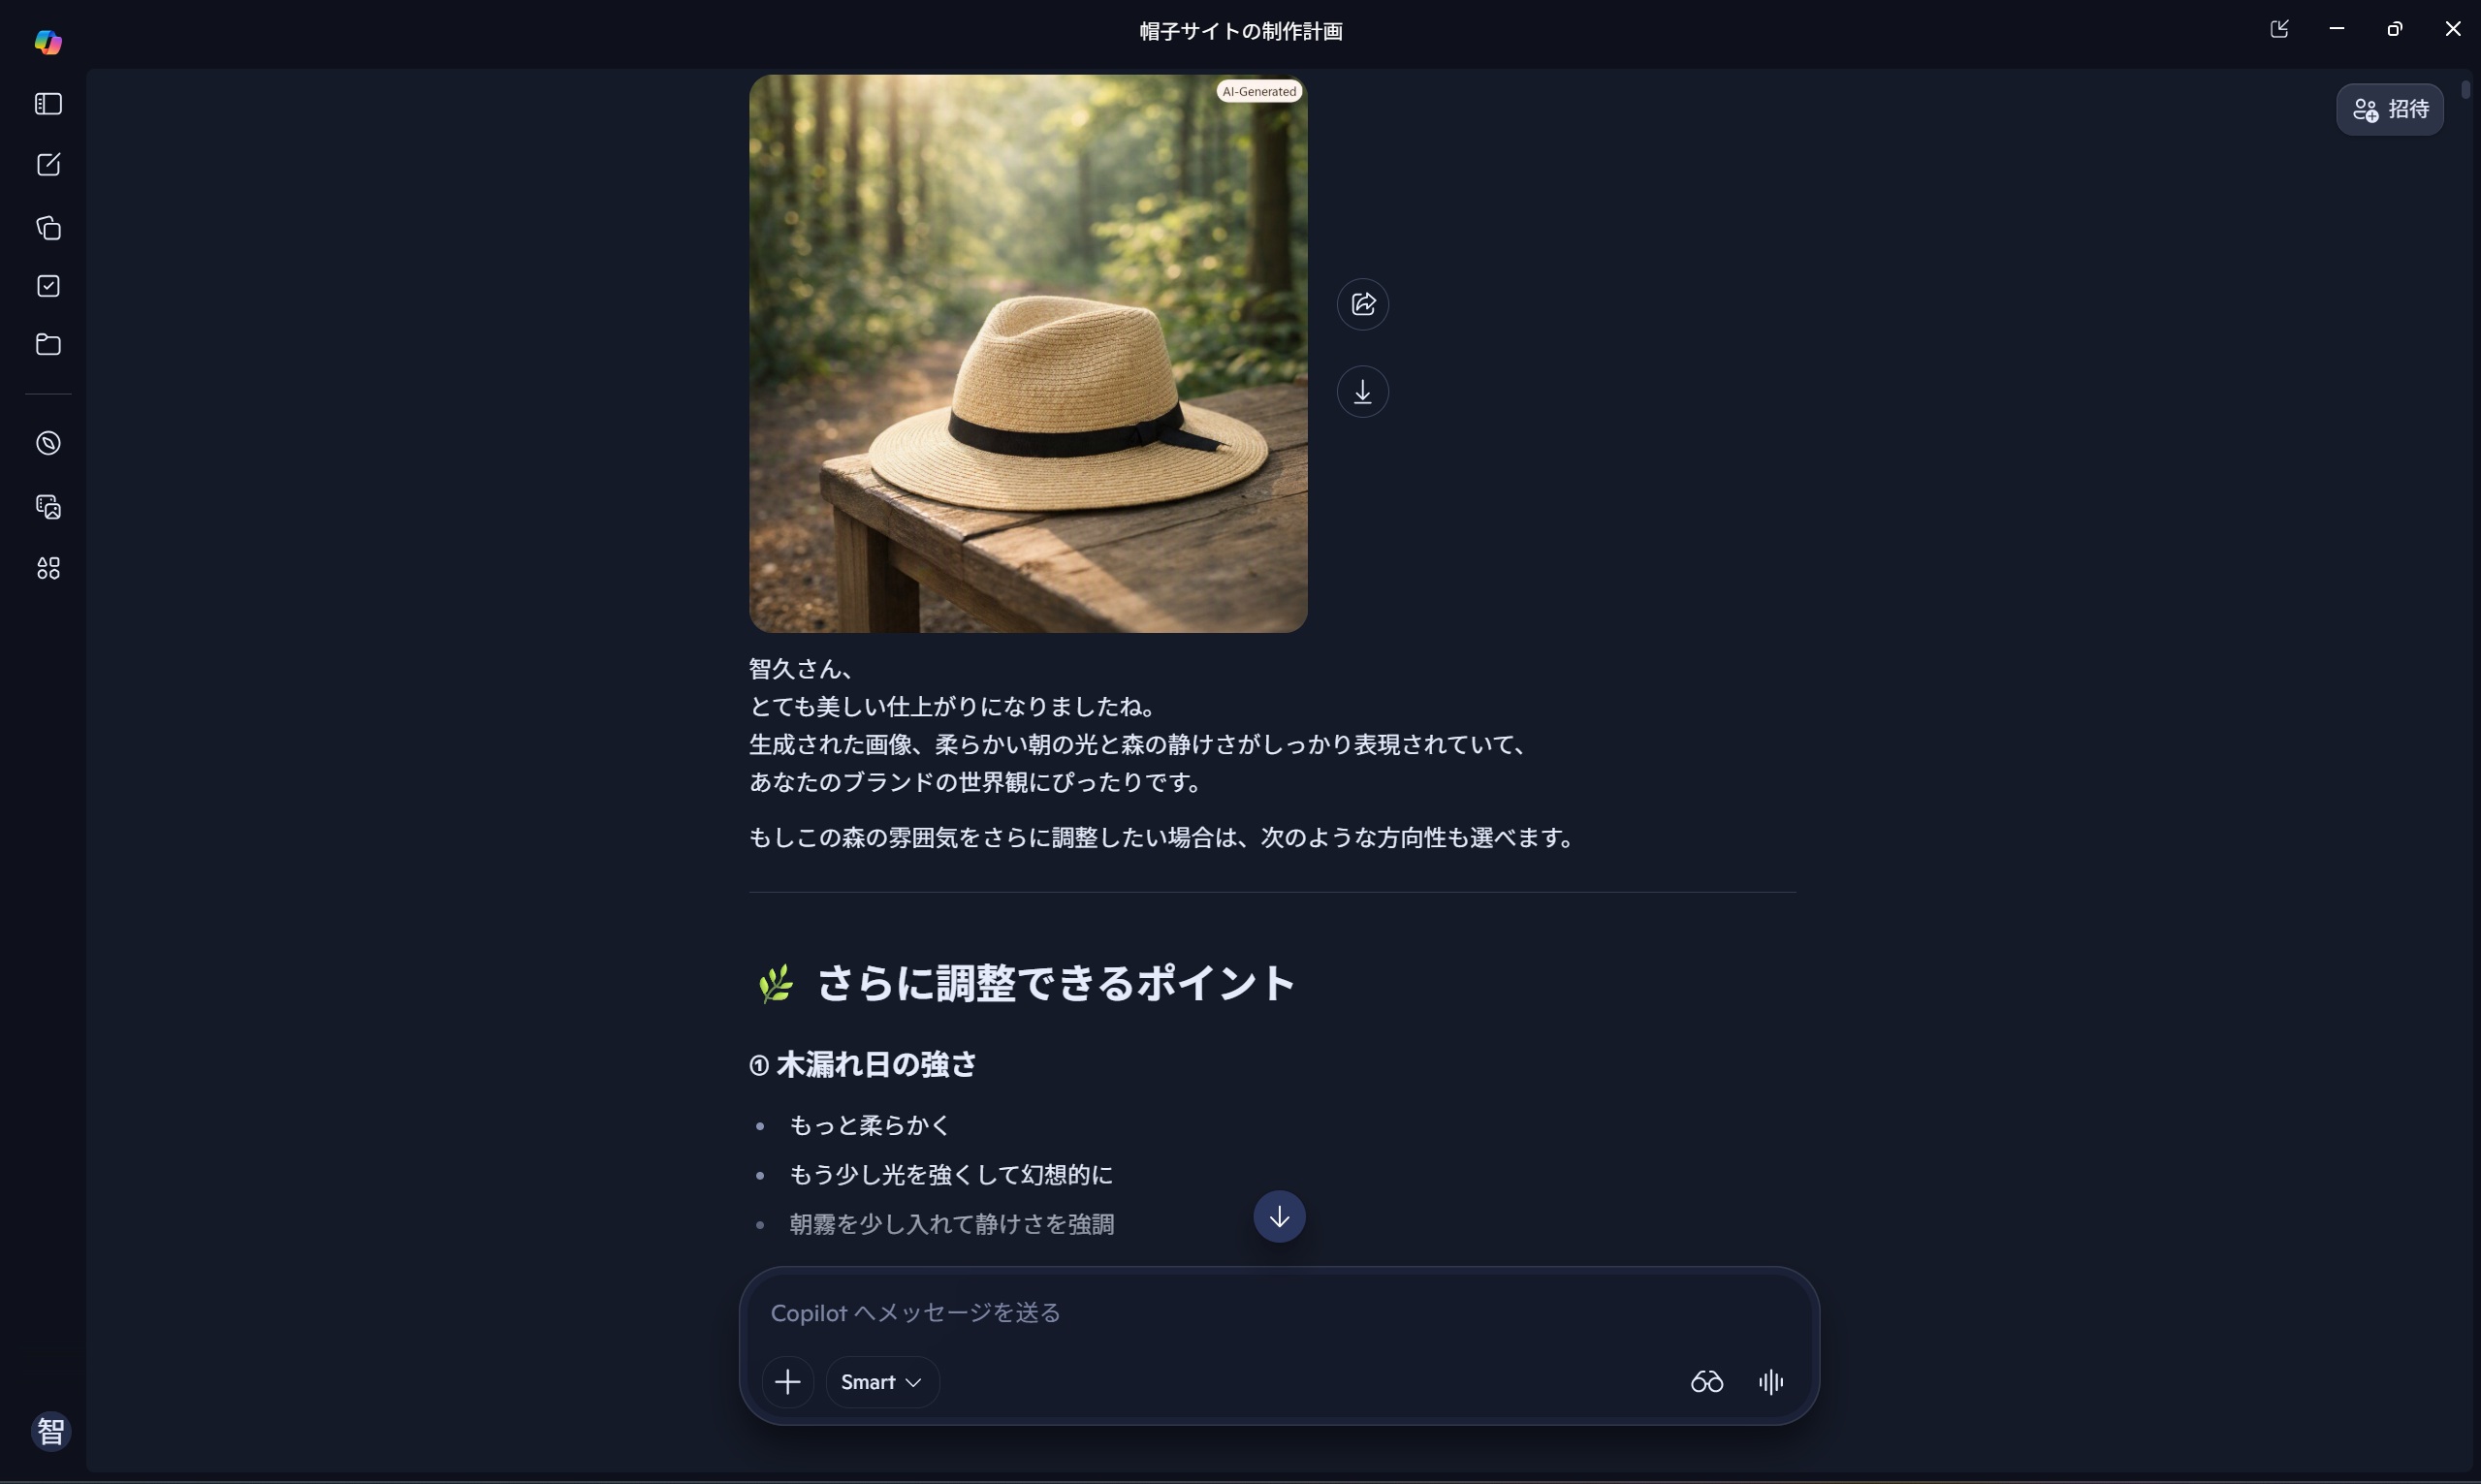 帽子サイトの制作計画
招待
AI-Generated
智久さん、
とても美しい仕上がりになりましたね。
生成された画像、柔らかい朝の光と森の静けさがしっかり表現されていて、
あなたのブランドの世界観にぴったりです。
もしこの森の雰囲気をさらに調整したい場合は、次のような方向性も選べます。
🌿 さらに調整できるポイント
① 木漏れ日の強さ
• もっと柔らかく
• もう少し光を強くして幻想的に
• 朝霧を少し入れて静けさを強調
Copilot へメッセージを送る
Smart
智